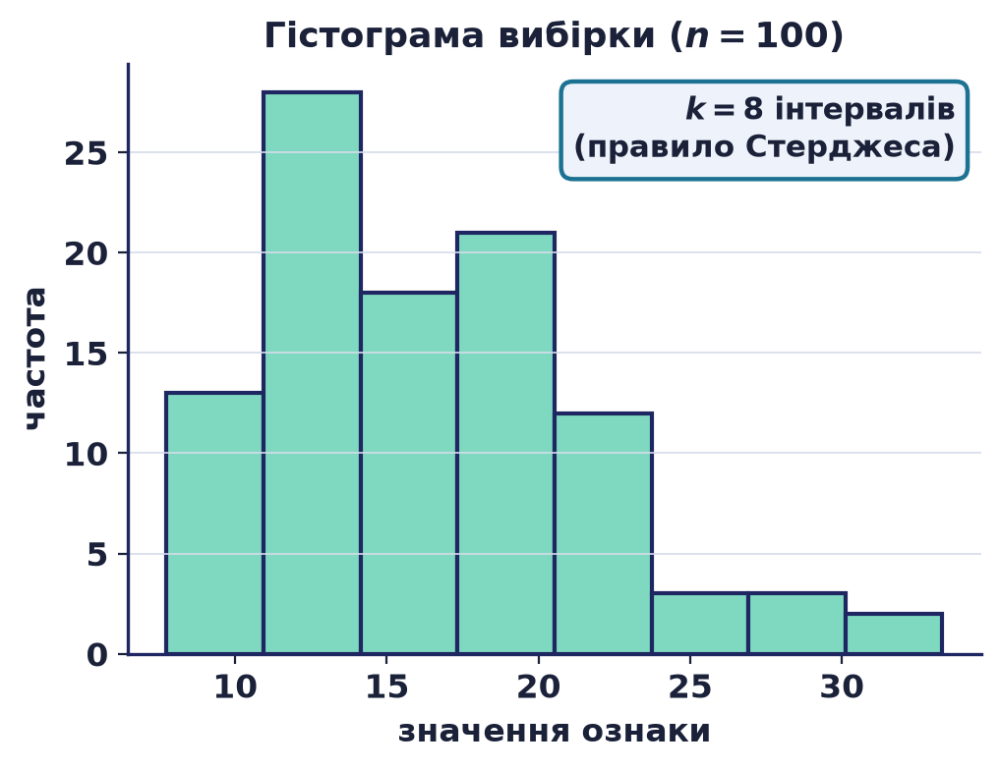 Гістограма вибірки (n = 100)
k = 8 інтервалів
(правило Стерджеса)
частота
25
20
15
10
5
0
10 15 20 25 30
значення ознаки